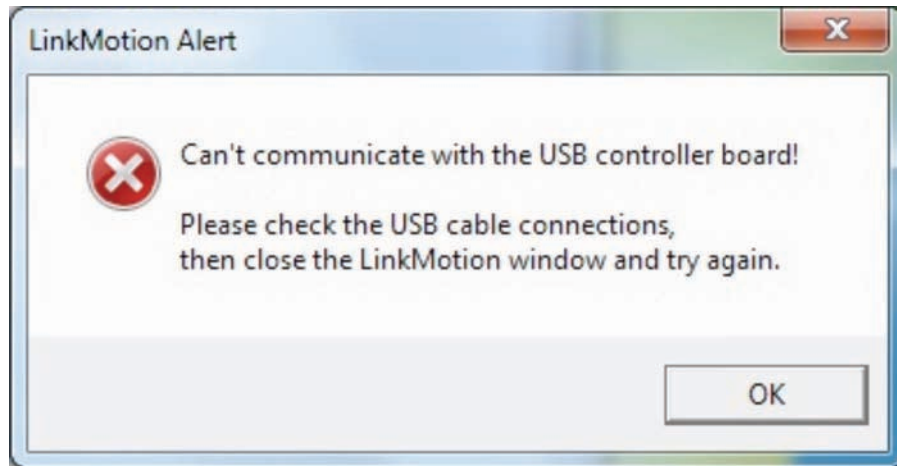 LinkMotion Alert
Can't communicate with the USB controller board!
Please check the USB cable connections,
then close the LinkMotion window and try again.
OK